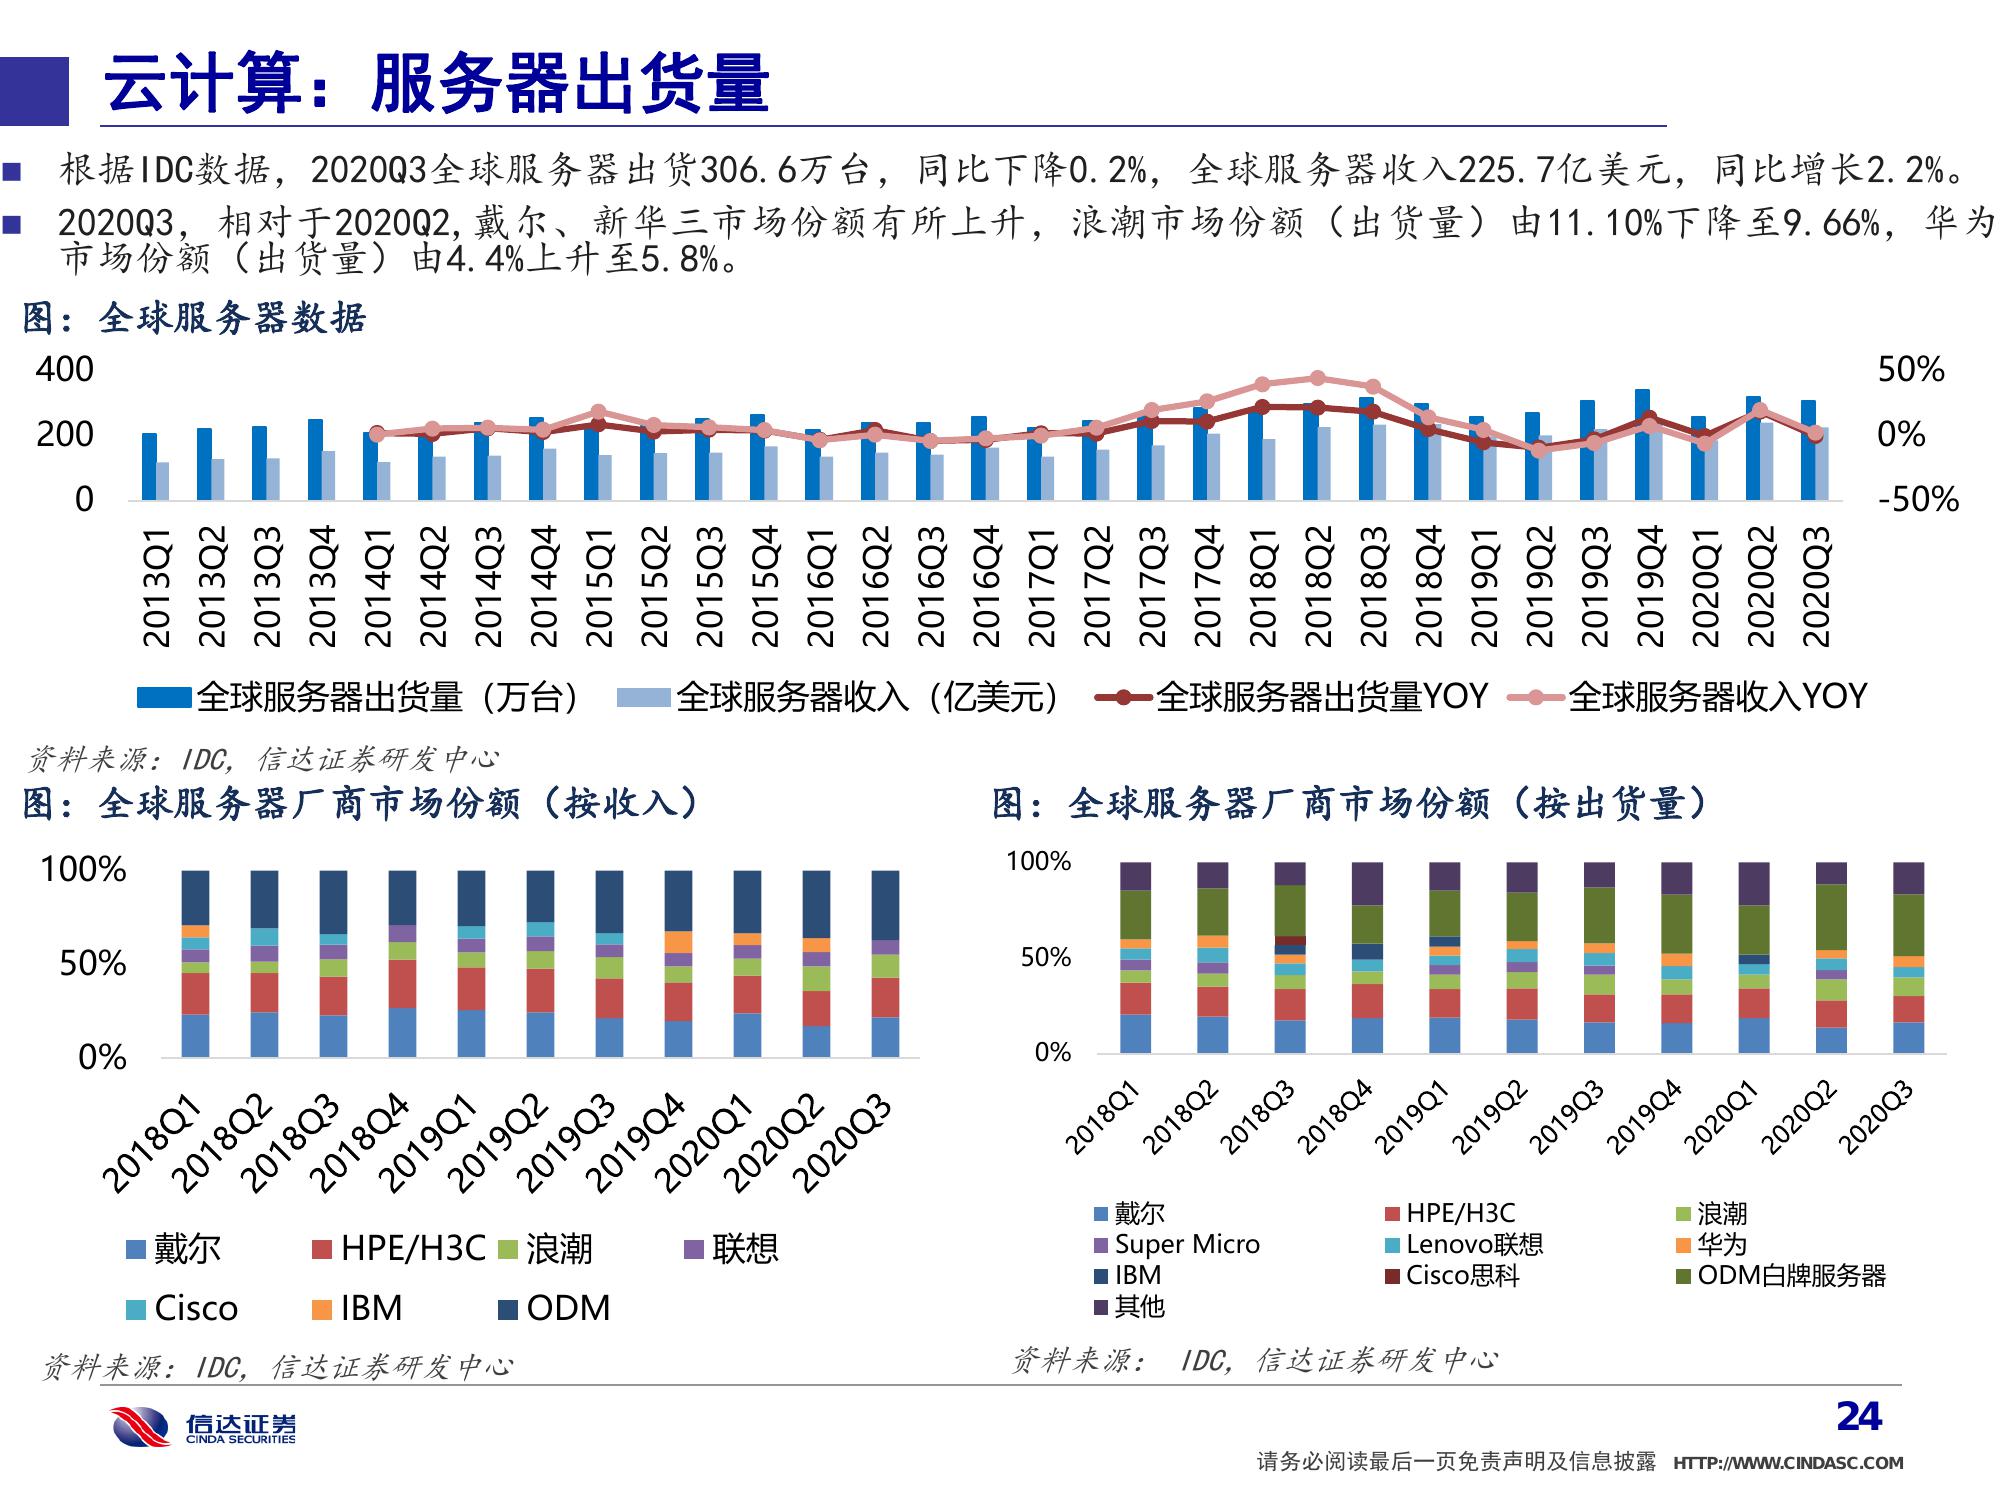 云计算：服务器出货量
■ 根据IDC数据，2020Q3全球服务器出货306.6万台，同比下降0.2%，全球服务器收入225.7亿美元，同比增长2.2%。
■ 2020Q3，相对于2020Q2,戴尔、新华三市场份额有所上升，浪潮市场份额（出货量）由11.10%下降至9.66%，华为
市场份额（出货量）由4.4%上升至5.8%。
图：全球服务器数据
400
200
0
50%
0%
-50%
2013Q1 2013Q2 2013Q3 2013Q4 2014Q1 2014Q2 2014Q3 2014Q4 2015Q1 2015Q2 2015Q3 2015Q4 2016Q1 2016Q2 2016Q3 2016Q4 2017Q1 2017Q2 2017Q3 2017Q4 2018Q1 2018Q2 2018Q3 2018Q4 2019Q1 2019Q2 2019Q3 2019Q4 2020Q1 2020Q2 2020Q3
全球服务器出货量（万台） 全球服务器收入（亿美元） 全球服务器出货量YOY 全球服务器收入YOY
资料来源：IDC，信达证券研发中心
图：全球服务器厂商市场份额（按收入）
100%
50%
0%
2018Q1 2018Q2 2018Q3 2018Q4 2019Q1 2019Q2 2019Q3 2019Q4 2020Q1 2020Q2 2020Q3
戴尔 HPE/H3C 浪潮 联想
Cisco IBM ODM
资料来源：IDC，信达证券研发中心
图：全球服务器厂商市场份额（按出货量）
100%
50%
0%
2018Q1 2018Q2 2018Q3 2018Q4 2019Q1 2019Q2 2019Q3 2019Q4 2020Q1 2020Q2 2020Q3
戴尔 HPE/H3C 浪潮
Super Micro Lenovo联想 华为
IBM Cisco思科 ODM白牌服务器
其他
资料来源： IDC，信达证券研发中心
信达证券
CINDA SECURITIES
24
请务必阅读最后一页免责声明及信息披露 HTTP://WWW.CINDASC.COM